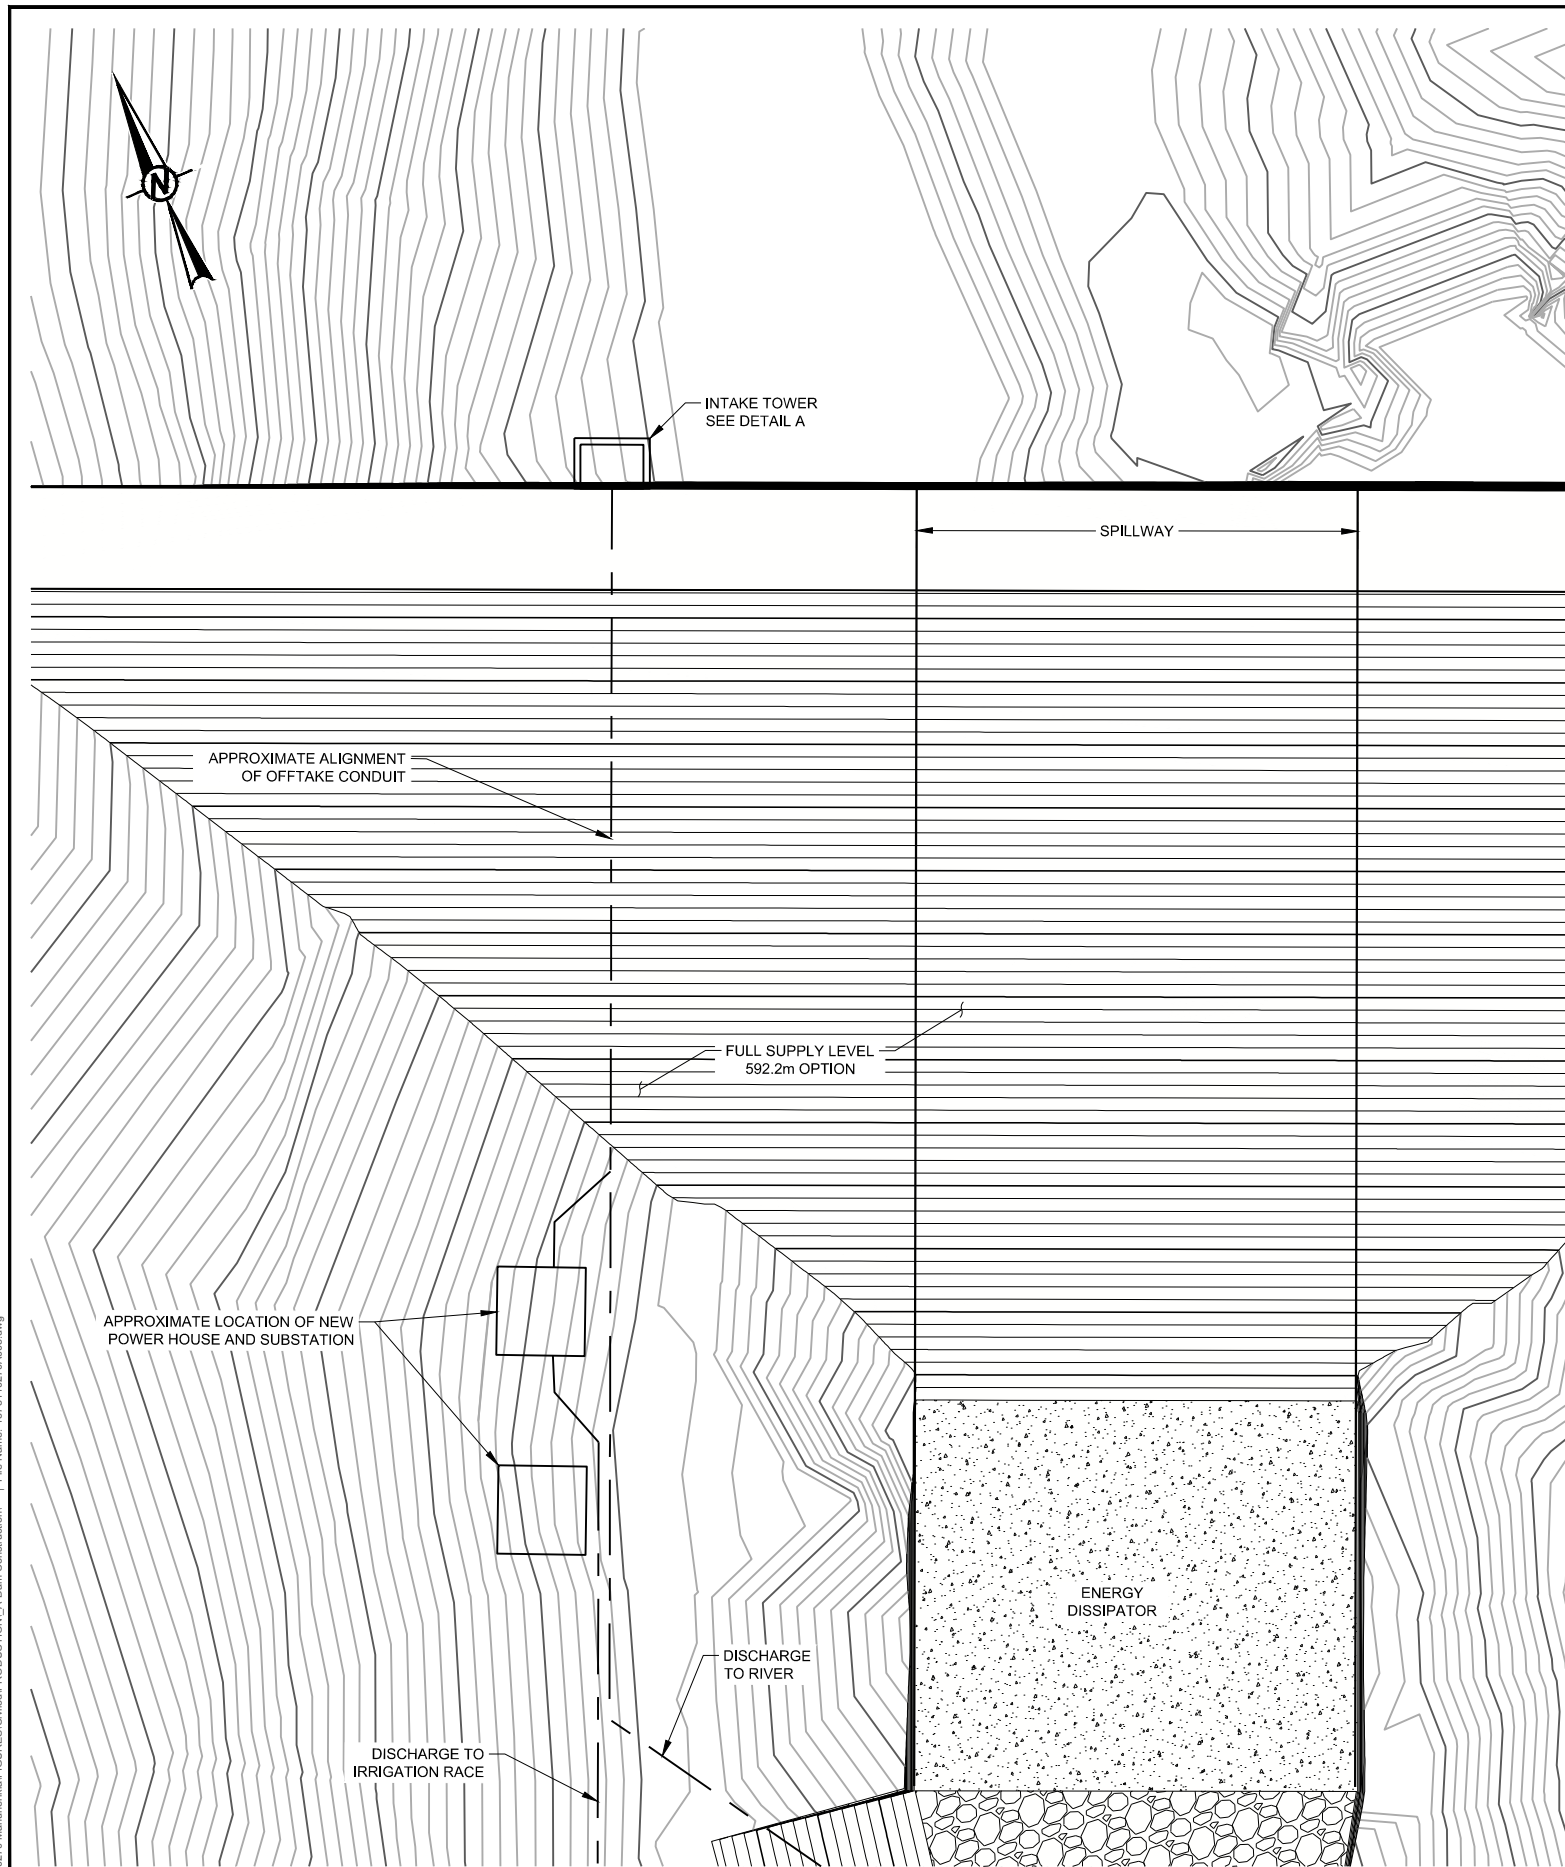 N
INTAKE TOWER
SEE DETAIL A
SPILLWAY
APPROXIMATE ALIGNMENT
OF OFFTAKE CONDUIT
FULL SUPPLY LEVEL
592.2m OPTION
APPROXIMATE LOCATION OF NEW
POWER HOUSE AND SUBSTATION
ENERGY
DISSIPATOR
DISCHARGE
TO RIVER
DISCHARGE TO
IRRIGATION RACE